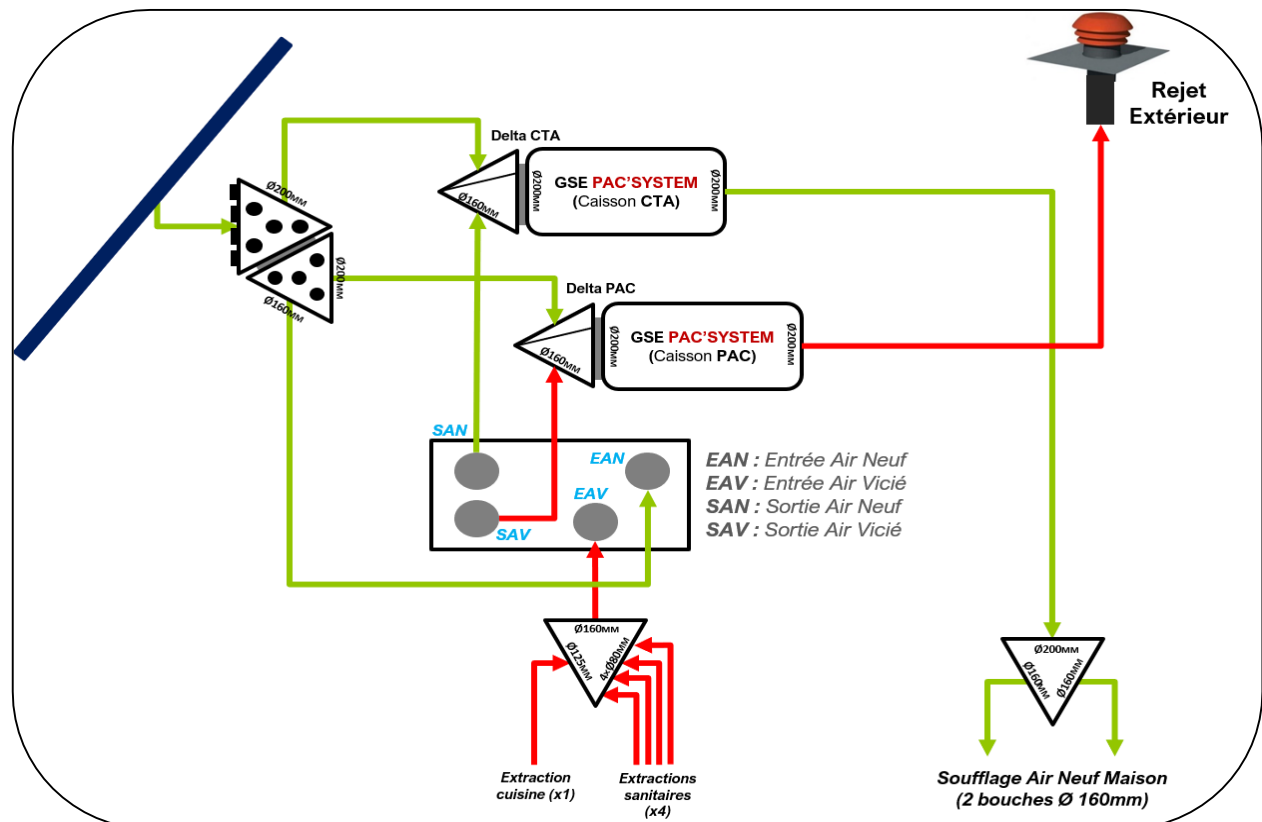 Rejet
Extérieur
Delta CTA
Ø200MM
Ø160MM
Ø200MM
GSE PAC'SYSTEM
(Caisson CTA)
Ø200MM
Ø200MM
Ø160MM
Delta PAC
Ø160MM
Ø200MM
GSE PAC'SYSTEM
(Caisson PAC)
Ø200MM
SAN
EAN
EAV
SAV
EAN : Entrée Air Neuf
EAV : Entrée Air Vicié
SAN : Sortie Air Neuf
SAV : Sortie Air Vicié
Ø160MM
Ø125MM
4xØ80MM
Ø200MM
Ø160MM
Ø160MM
Extraction
cuisine (x1)
Extractions
sanitaires
(x4)
Soufflage Air Neuf Maison
(2 bouches Ø 160mm)